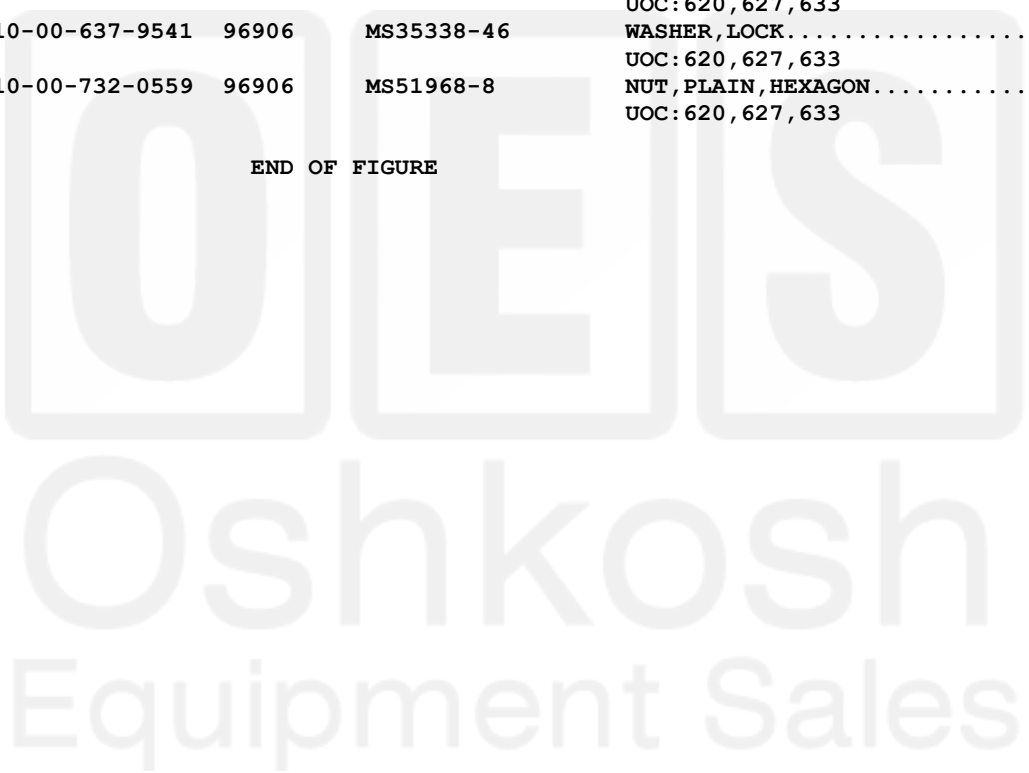 UOC:620,627,633
10-00-637-9541 96906 MS35338-46 WASHER,LOCK.................
UOC:620,627,633
10-00-732-0559 96906 MS51968-8 NUT,PLAIN,HEXAGON...........
UOC:620,627,633
END OF FIGURE
OES
Oshkosh
Equipment Sales